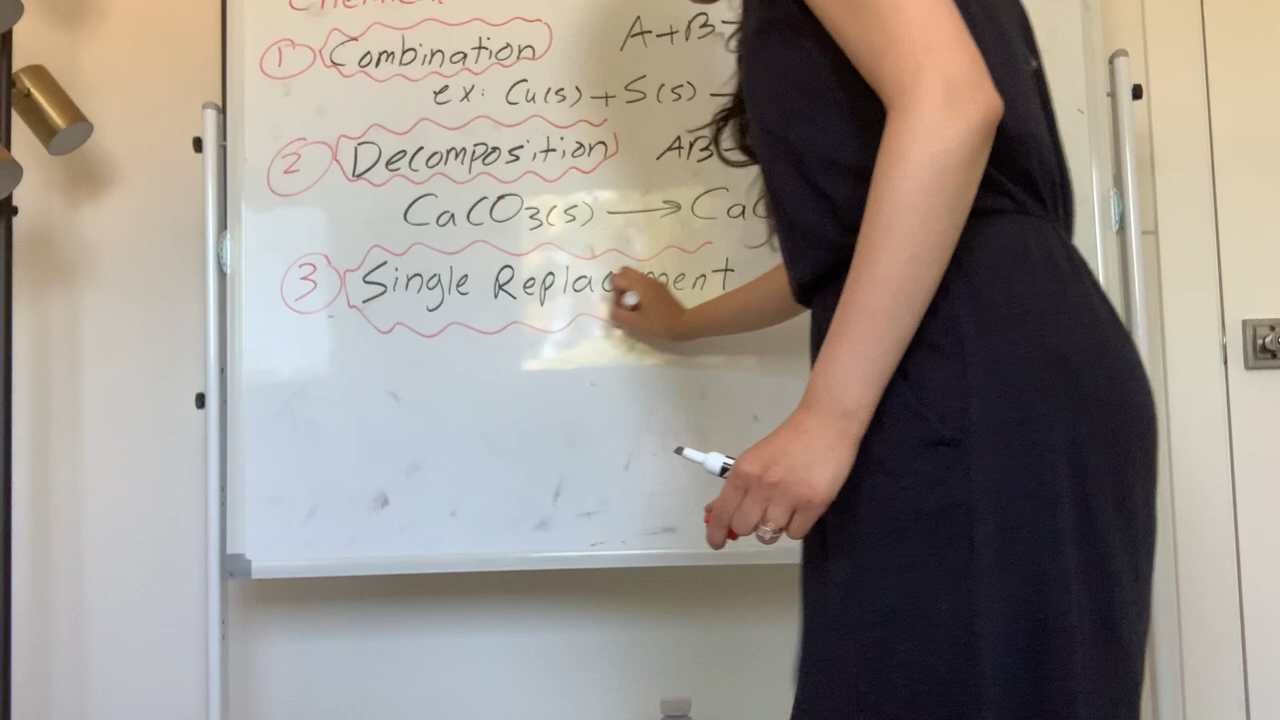 ① Combination A+B
ex: Cu(s) + S(s) —
② Decomposition AB
CaCO3(s) → Ca
③ Single Replacement